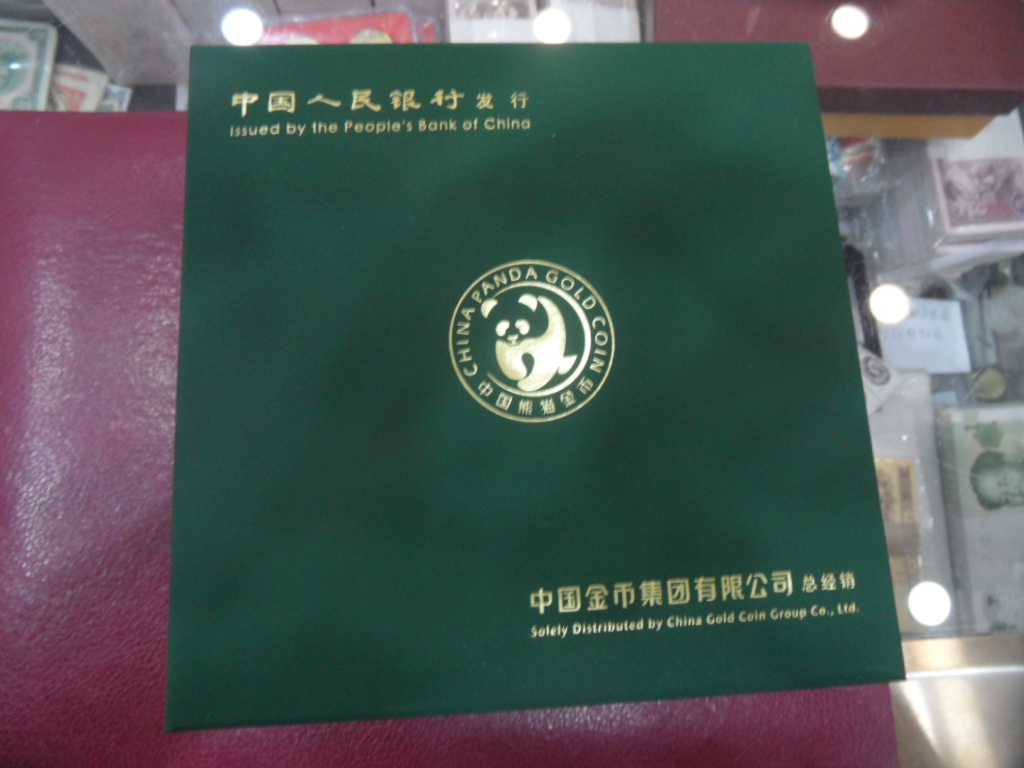 中国人民银行发行
Issued by the People's Bank of China
CHINA PANDA GOLD COIN
中国熊猫金币
中国金币集团有限公司 总经销
Solely Distributed by China Gold Coin Group Co., Ltd.